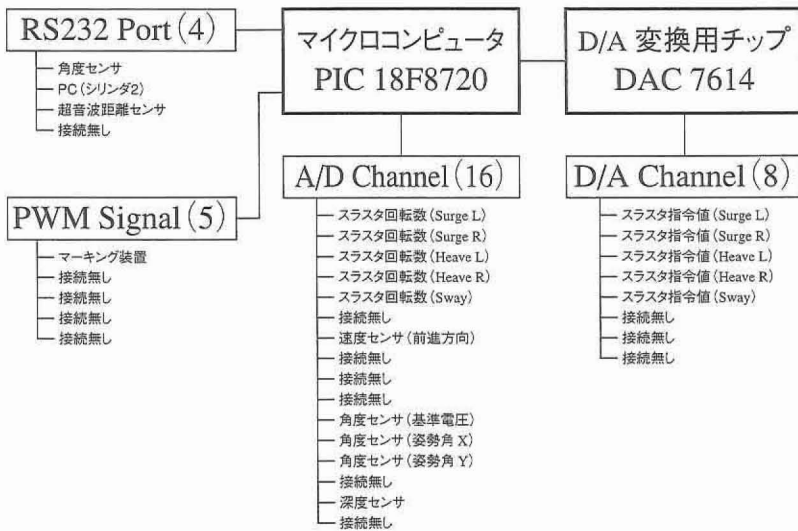 RS232 Port(4)
角度センサ
PC(シリンダ2)
超音波距離センサ
接続無し
PWM Signal(5)
マーキング装置
接続無し
接続無し
接続無し
接続無し
マイクロコンピュータ
PIC 18F8720
A/D Channel(16)
スラスタ回転数(Surge L)
スラスタ回転数(Surge R)
スラスタ回転数(Heave L)
スラスタ回転数(Heave R)
スラスタ回転数(Sway)
接続無し
速度センサ(前進方向)
接続無し
接続無し
接続無し
角度センサ(基準電圧)
角度センサ(姿勢角 X)
角度センサ(姿勢角 Y)
接続無し
深度センサ
接続無し
D/A 変換用チップ
DAC 7614
D/A Channel(8)
スラスタ指令値(Surge L)
スラスタ指令値(Surge R)
スラスタ指令値(Heave L)
スラスタ指令値(Heave R)
スラスタ指令値(Sway)
接続無し
接続無し
接続無し